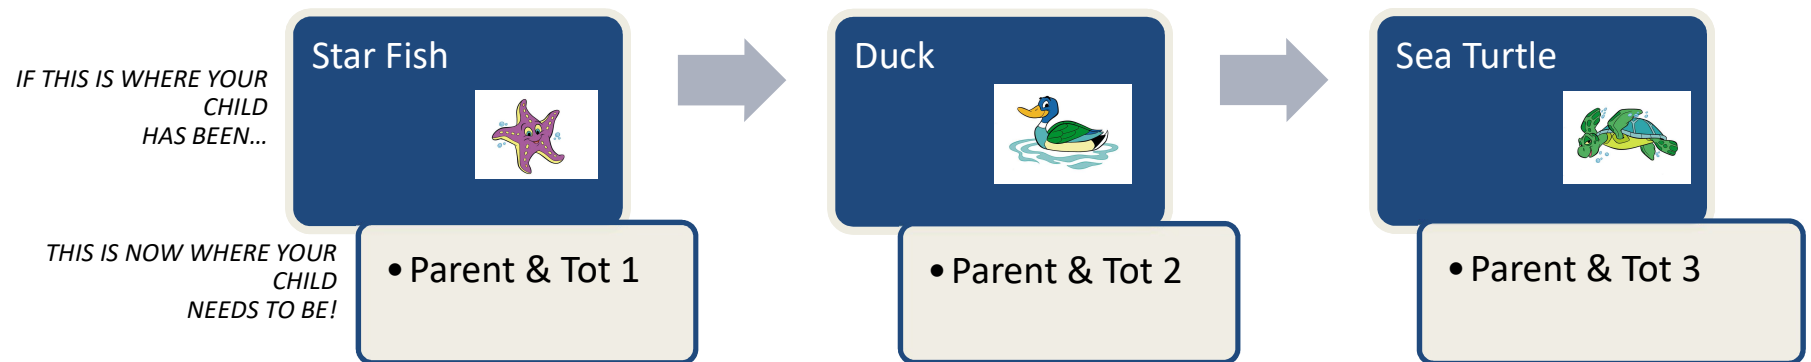 IF THIS IS WHERE YOUR
CHILD
HAS BEEN...
Star Fish
Duck
Sea Turtle
THIS IS NOW WHERE YOUR
CHILD
NEEDS TO BE!
• Parent & Tot 1
• Parent & Tot 2
• Parent & Tot 3